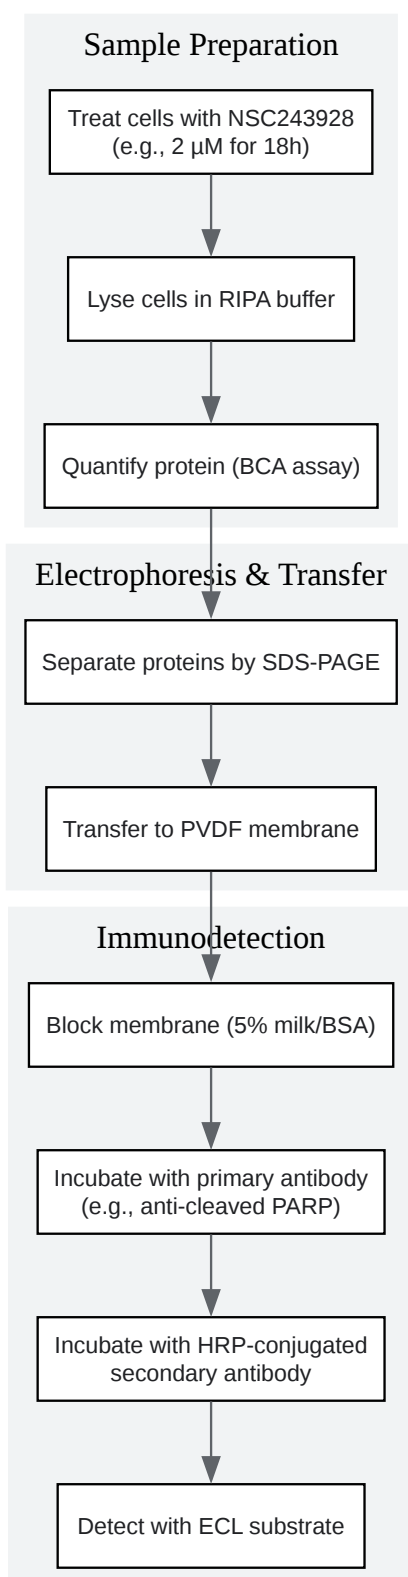 Sample Preparation
Treat cells with NSC243928
(e.g., 2 µM for 18h)
Lyse cells in RIPA buffer
Quantify protein (BCA assay)
Electrophoresis & Transfer
Separate proteins by SDS-PAGE
Transfer to PVDF membrane
Immunodetection
Block membrane (5% milk/BSA)
Incubate with primary antibody
(e.g., anti-cleaved PARP)
Incubate with HRP-conjugated
secondary antibody
Detect with ECL substrate